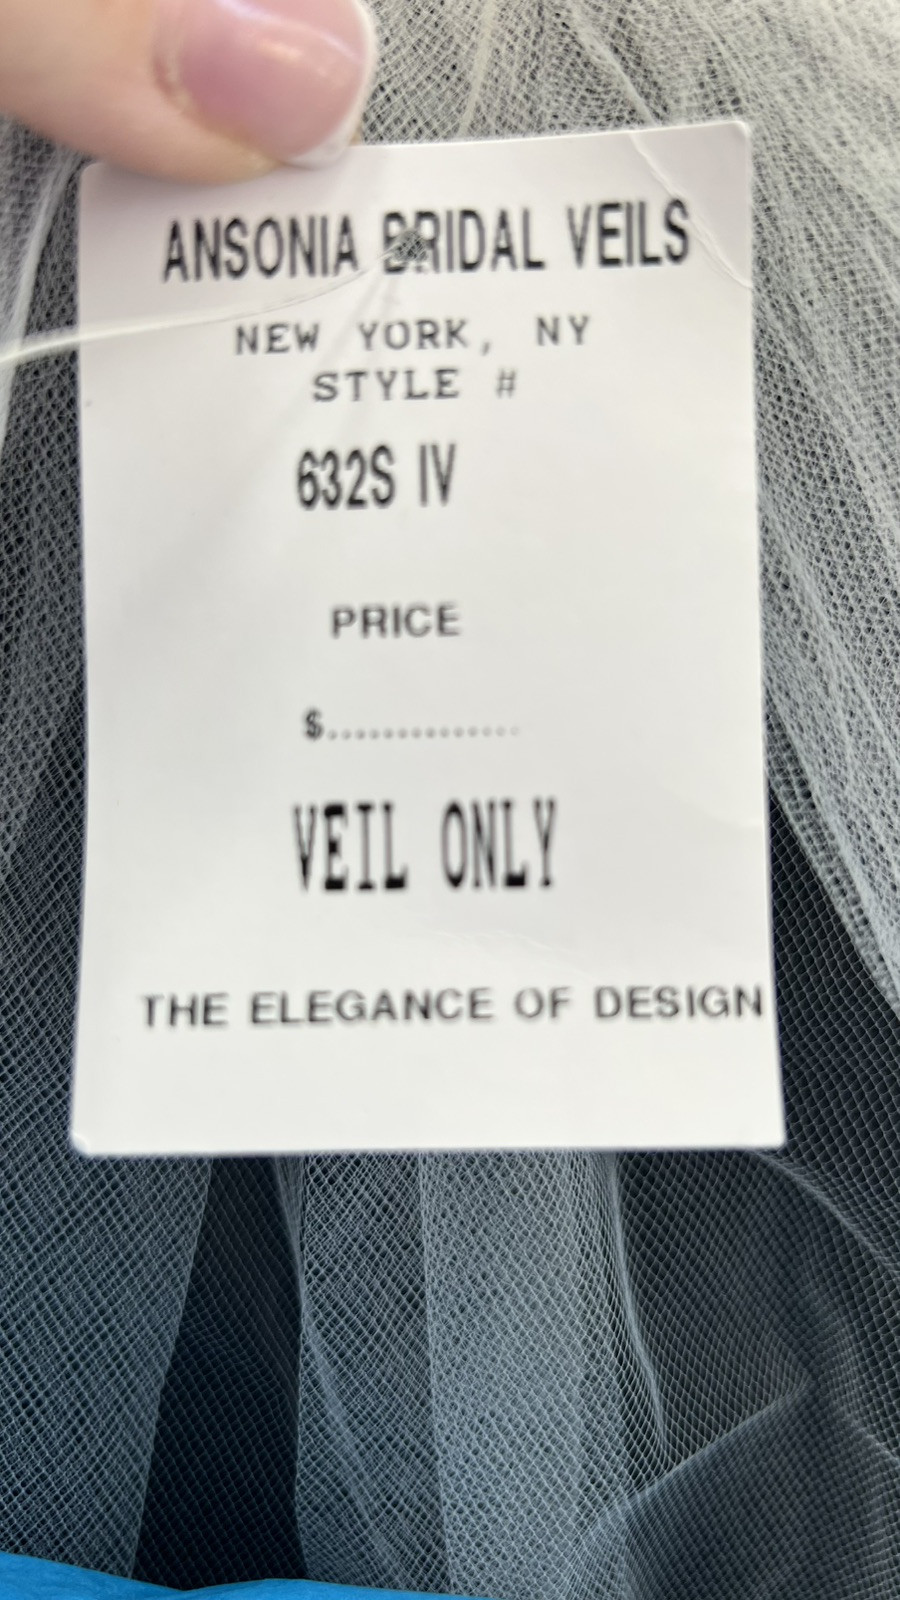 ANSONIA BRIDAL VEILS
NEW YORK, NY
STYLE #
632S IV
PRICE
$...............
VEIL ONLY
THE ELEGANCE OF DESIGN